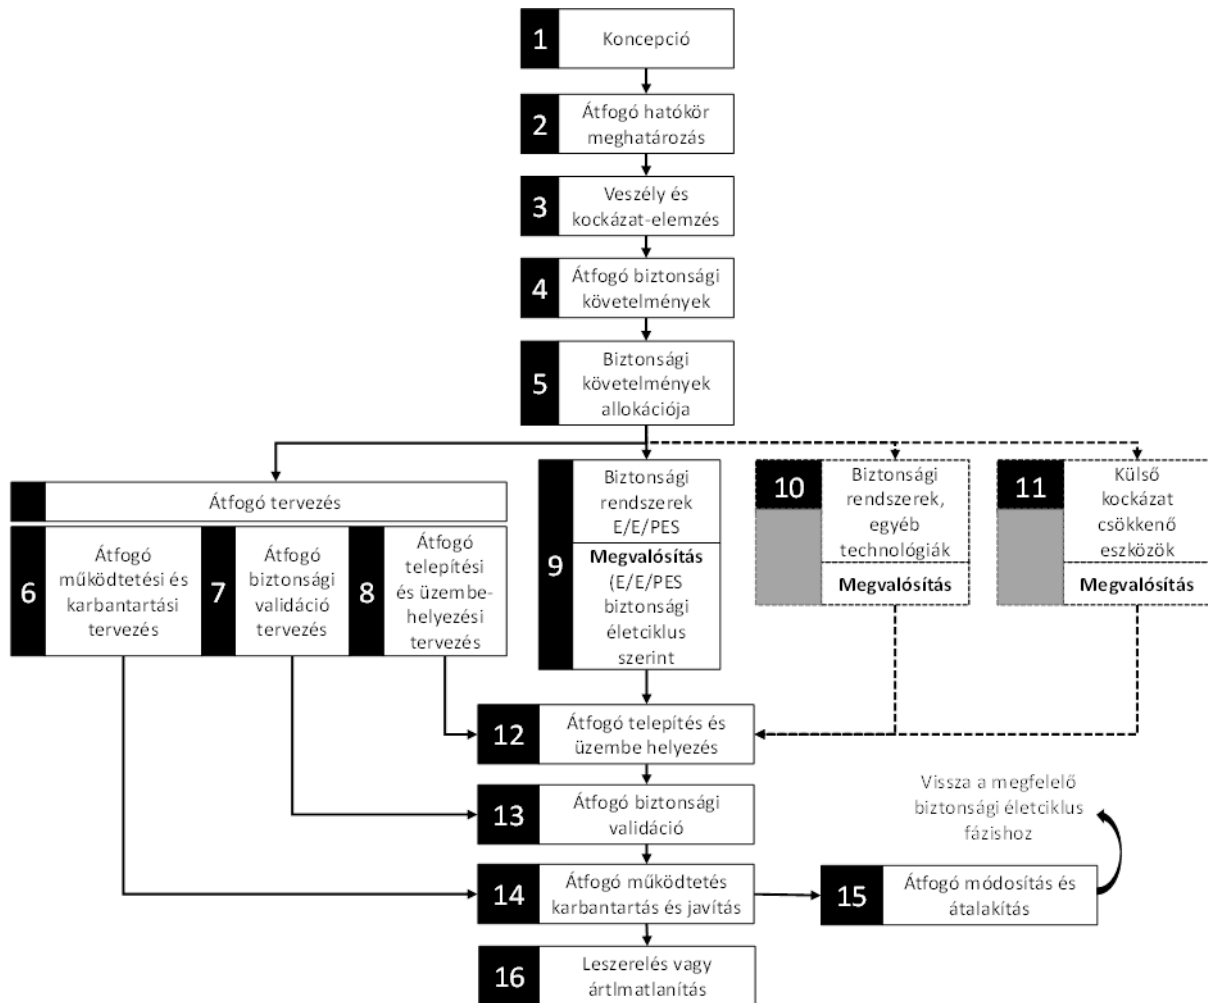 1
Koncepció
2
Átfogó hatókör
meghatározás
3
Veszély és
kockázat-elemzés
4
Átfogó biztonsági
követelmények
5
Biztonsági
követelmények
allokációja
Átfogó tervezés
6
Átfogó
működtetési és
karbantartási
tervezés
7
Átfogó
biztonsági
validáció
tervezés
8
Átfogó
telepítési
és üzembe-
helyezési
tervezés
9
Biztonsági
rendszerek
E/E/PES
Megvalósítás
(E/E/PES
biztonsági
életciklus
szerint
10
Biztonsági
rendszerek,
egyéb
technológiák
Megvalósítás
11
Külső
kockázat
csökkenő
eszközök
Megvalósítás
12
Átfogó telepítés és
üzembe helyezés
13
Átfogó biztonsági
validáció
14
Átfogó működtetés
karbantartás és javítás
15
Átfogó módosítás és
átalakítás
Vissza a megfelelő
biztonsági életciklus
fázishoz
16
Leszerelés vagy
ártlmatlanítás